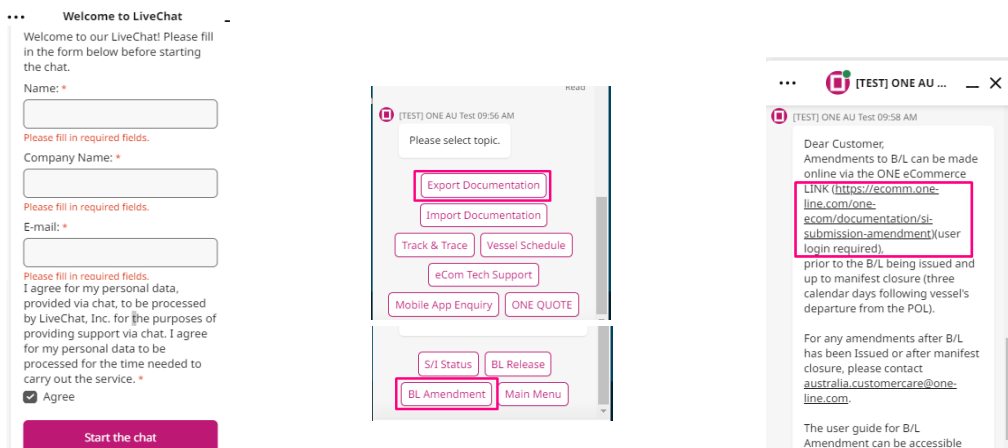 Welcome to LiveChat
Welcome to our LiveChat! Please fill
in the form below before starting
the chat.
Name: *
Please fill in required fields.
Company Name: *
Please fill in required fields.
E-mail: *
Please fill in required fields.
I agree for my personal data,
provided via chat, to be processed
by LiveChat, Inc. for the purposes of
providing support via chat. I agree
for my personal data to be
processed for the time needed to
carry out the service. *
Agree
Start the chat
Read
[TEST] ONE AU Test 09:56 AM
Please select topic.
Export Documentation
Import Documentation
Track & Trace
Vessel Schedule
eCom Tech Support
Mobile App Enquiry
ONE QUOTE
S/I Status
BL Release
BL Amendment
Main Menu
[TEST] ONE AU ...
[TEST] ONE AU Test 09:58 AM
Dear Customer,
Amendments to B/L can be made
online via the ONE eCommerce
LINK (https://ecomm.one-
line.com/one-
ecom/documentation/si-
submission-amendment)(user
login required),
prior to the B/L being issued and
up to manifest closure (three
calendar days following vessel's
departure from the POL).
For any amendments after B/L
has been Issued or after manifest
closure, please contact
australia.customercare@one-
line.com.
The user guide for B/L
Amendment can be accessible